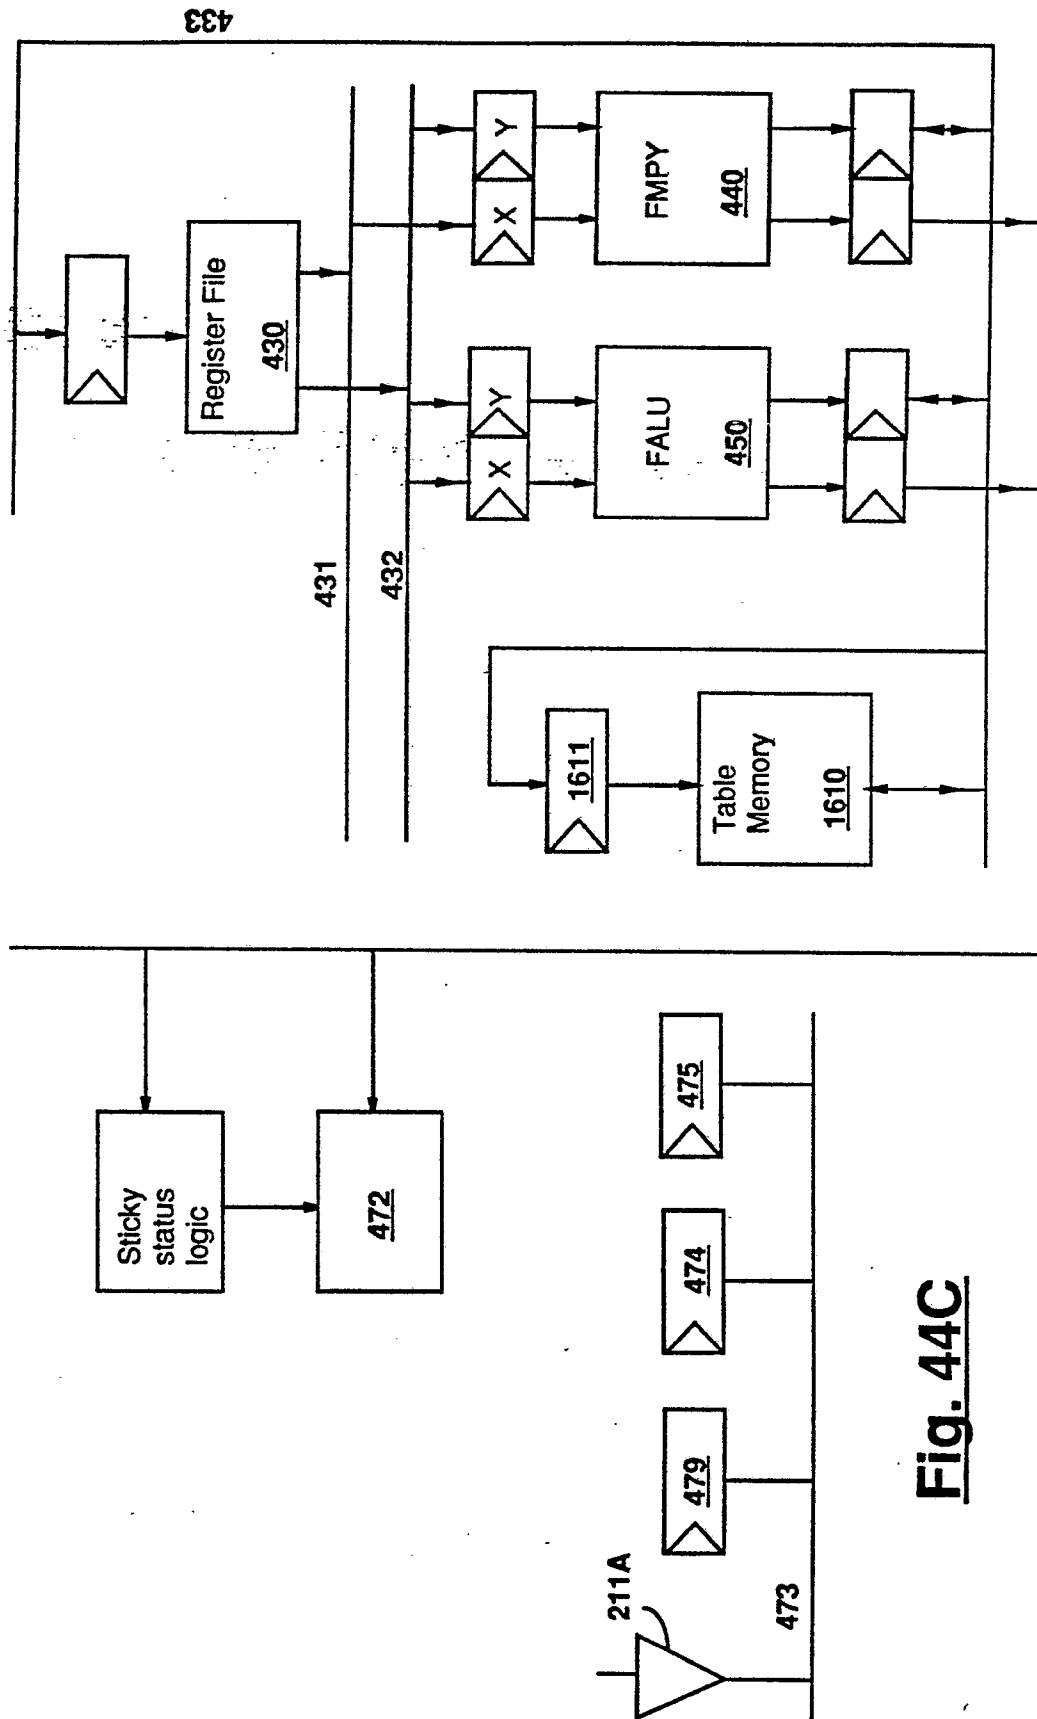 433
Register File
430
431
432
X
Y
X
Y
FALU
450
FMPY
440
1611
Table
Memory
1610
Sticky
status
logic
472
475
474
479
211A
473
Fig. 44C